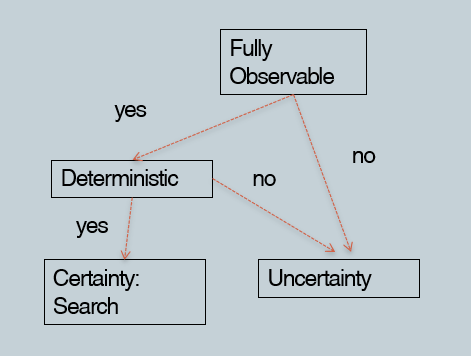 Fully
Observable
yes
no
Deterministic
no
yes
Certainty:
Search
Uncertainty